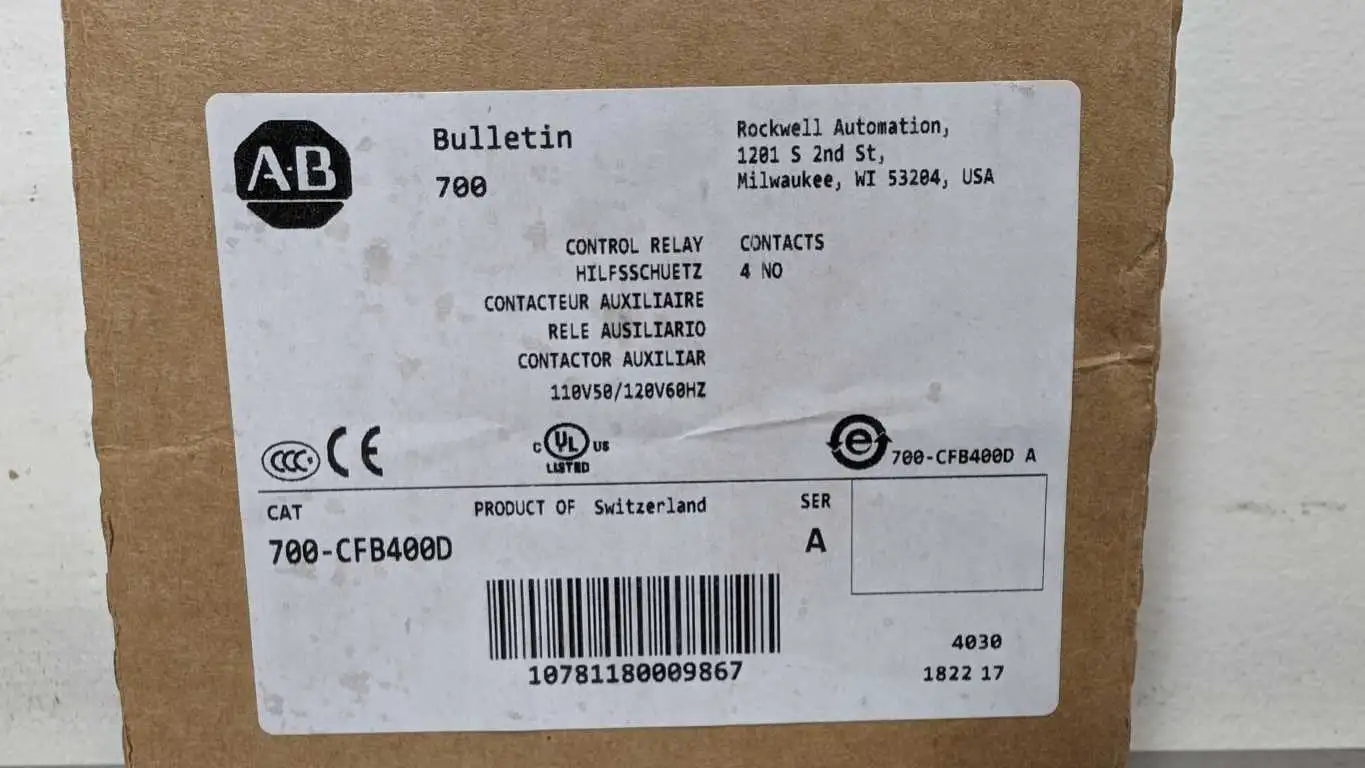 A·B
Bulletin
700
Rockwell Automation,
1201 S 2nd St,
Milwaukee, WI 53204, USA
CONTROL RELAY
HILFSSCHUETZ
CONTACTEUR AUXILIAIRE
RELE AUSILIARIO
CONTACTOR AUXILIAR
110V50/120V60HZ
CONTACTS
4 NO
CCC CE
C UL US
LISTED
e 700-CFB400D A
CAT
700-CFB400D
PRODUCT OF Switzerland
SER
A
10781180009867
4030
1822 17